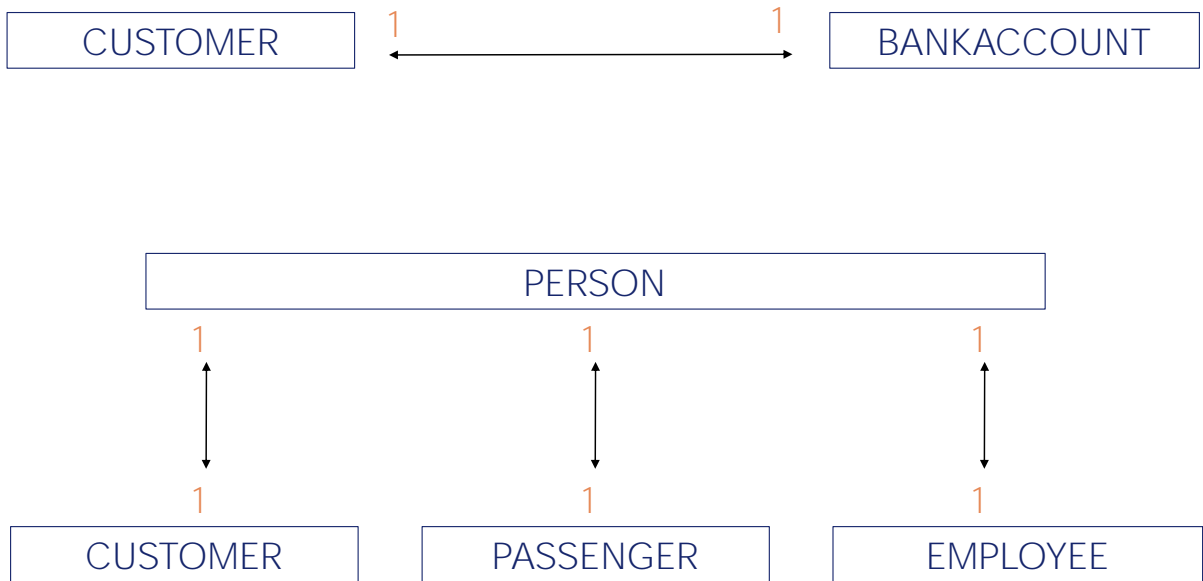 1 1
CUSTOMER BANKACCOUNT
PERSON
1 1 1
1 1 1
CUSTOMER PASSENGER EMPLOYEE